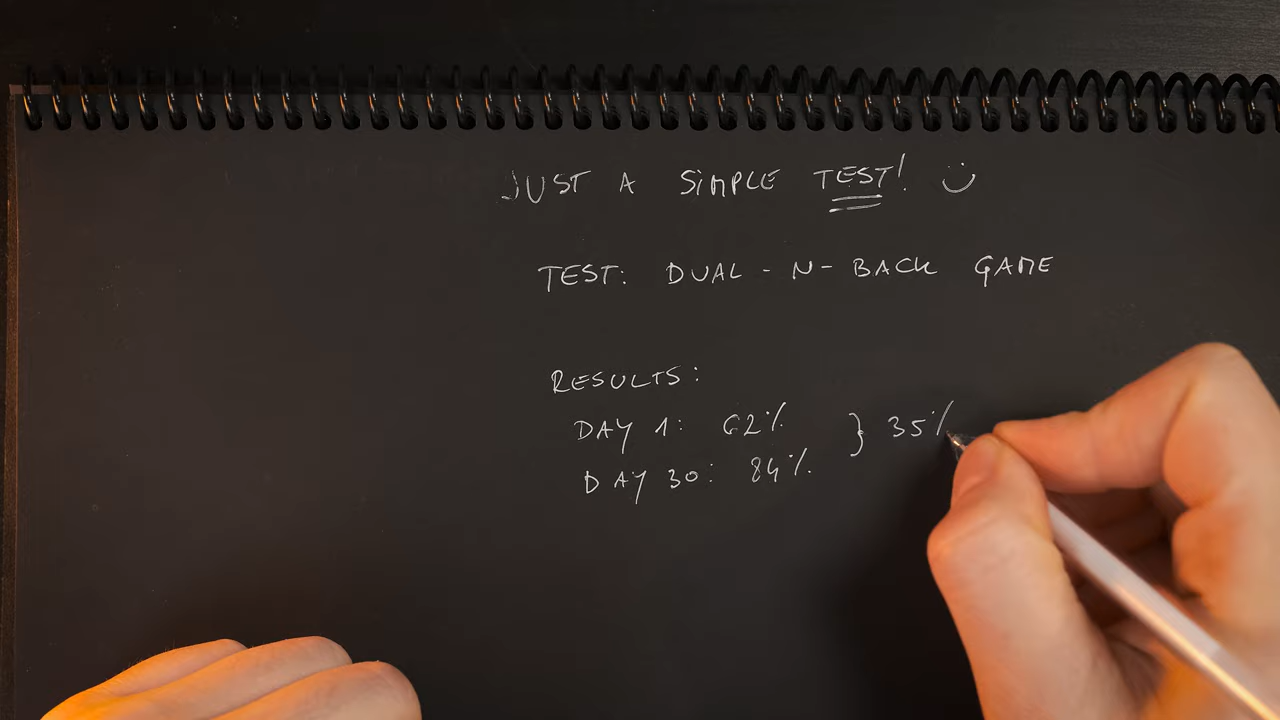 JUST A SIMPLE TEST! :)
TEST: DUAL-N-BACK GAME
RESULTS:
DAY 1: 62% } 35%
DAY 30: 84%